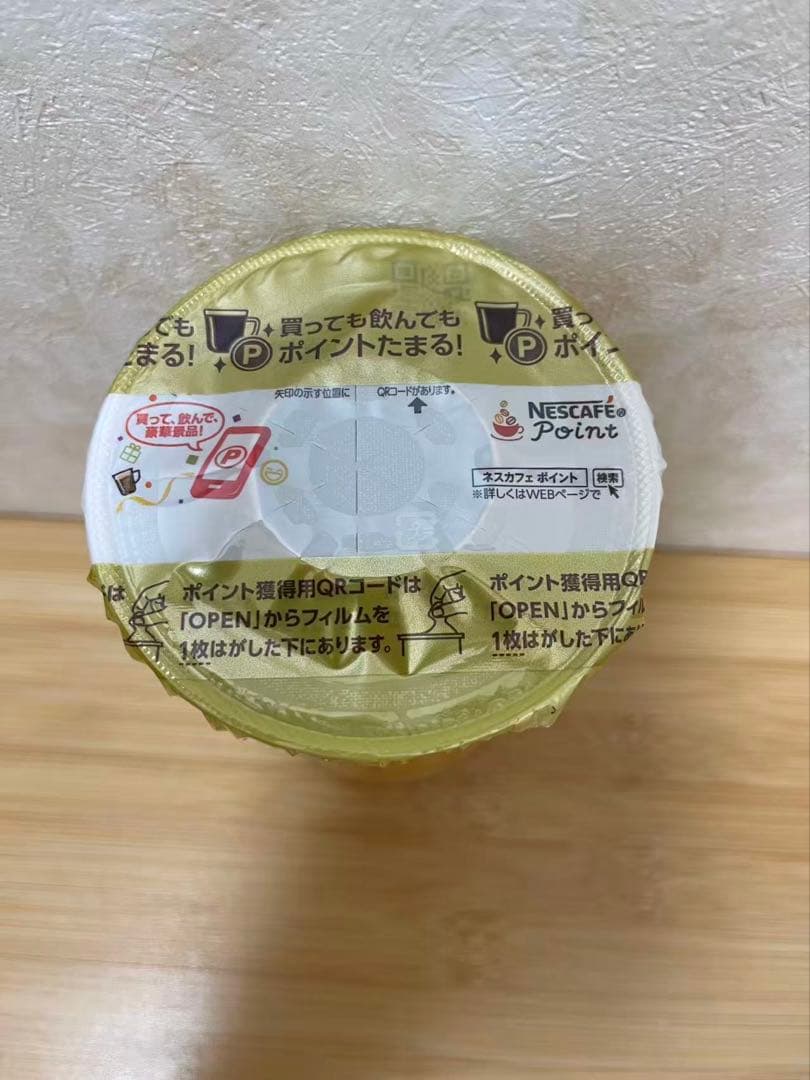 ても
まる!
買っても飲んでも
ポイントたまる!
P
買っ
ポイ
P
矢印の示す位置に
QRコードがあります。
買って、飲んで、
豪華景品!
P
NESCAFÉ®
Point
ネスカフェ ポイント
検索
※詳しくはWEBページで
は
ポイント獲得用QRコードは
「OPEN」からフィルムを
1枚はがした下にあります。
ポイント獲得用QR
「OPEN」からフィル
1枚はがした下にあ